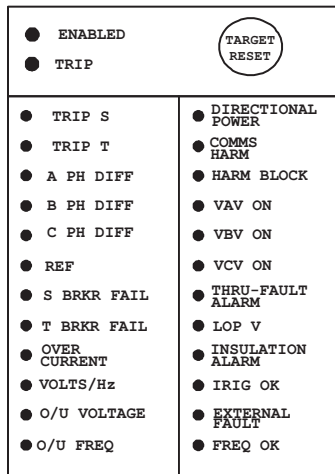 ENABLED
TRIP
TARGET
RESET
TRIP S
TRIP T
A PH DIFF
B PH DIFF
C PH DIFF
REF
S BRKR FAIL
T BRKR FAIL
OVER
CURRENT
VOLTS/Hz
O/U VOLTAGE
O/U FREQ
DIRECTIONAL
POWER
COMMS
HARM
HARM BLOCK
VAV ON
VBV ON
VCV ON
THRU-FAULT
ALARM
LOP V
INSULATION
ALARM
IRIG OK
EXTERNAL
FAULT
FREQ OK